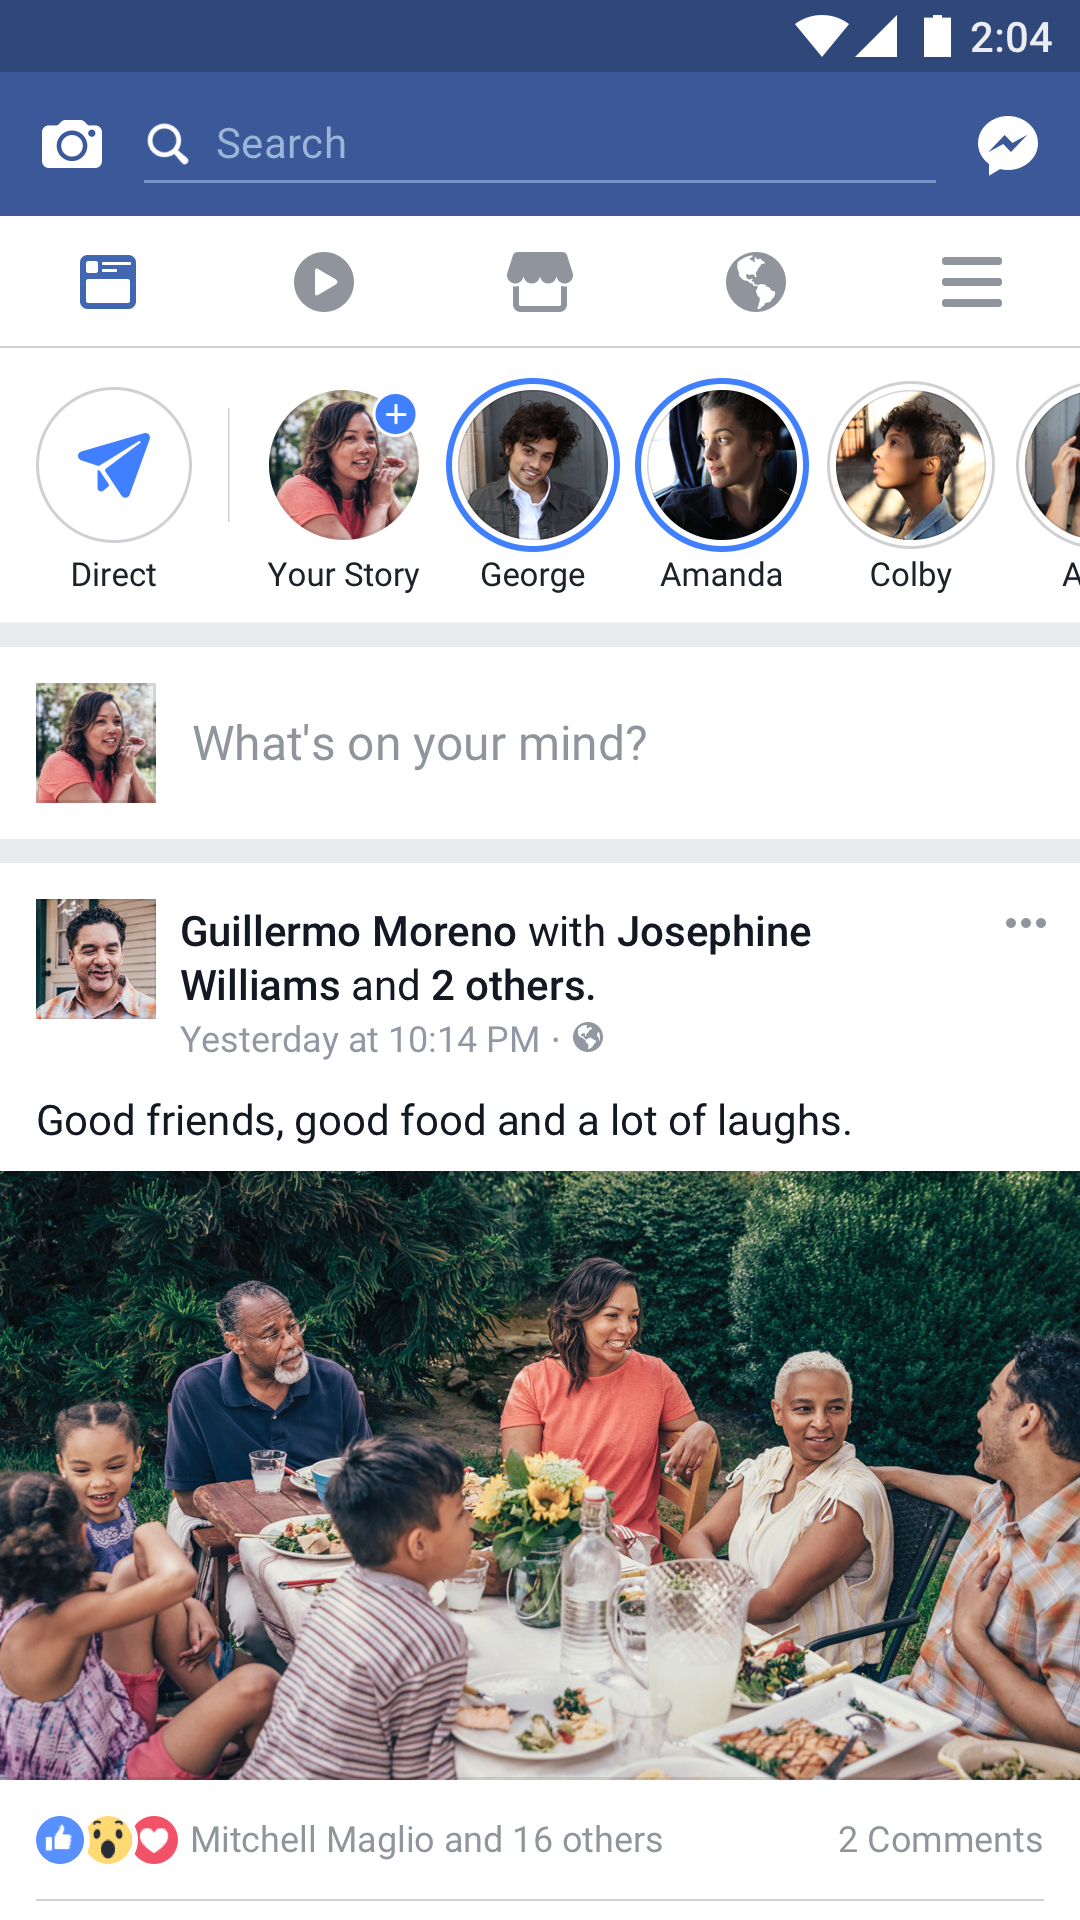 2:04
Search
Direct
Your Story
George
Amanda
Colby
A
What's on your mind?
Guillermo Moreno with Josephine
Williams and 2 others.
Yesterday at 10:14 PM ·
Good friends, good food and a lot of laughs.
Mitchell Maglio and 16 others
2 Comments